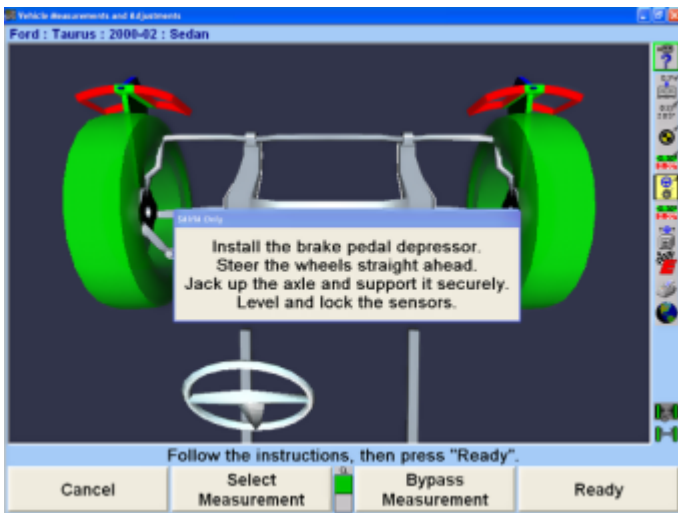 Vehicle Measurements and Adjustments
Ford : Taurus : 2000-02 : Sedan
Install the brake pedal depressor.
Steer the wheels straight ahead.
Jack up the axle and support it securely.
Level and lock the sensors.
Follow the instructions, then press "Ready".
Cancel
Select
Measurement
Bypass
Measurement
Ready